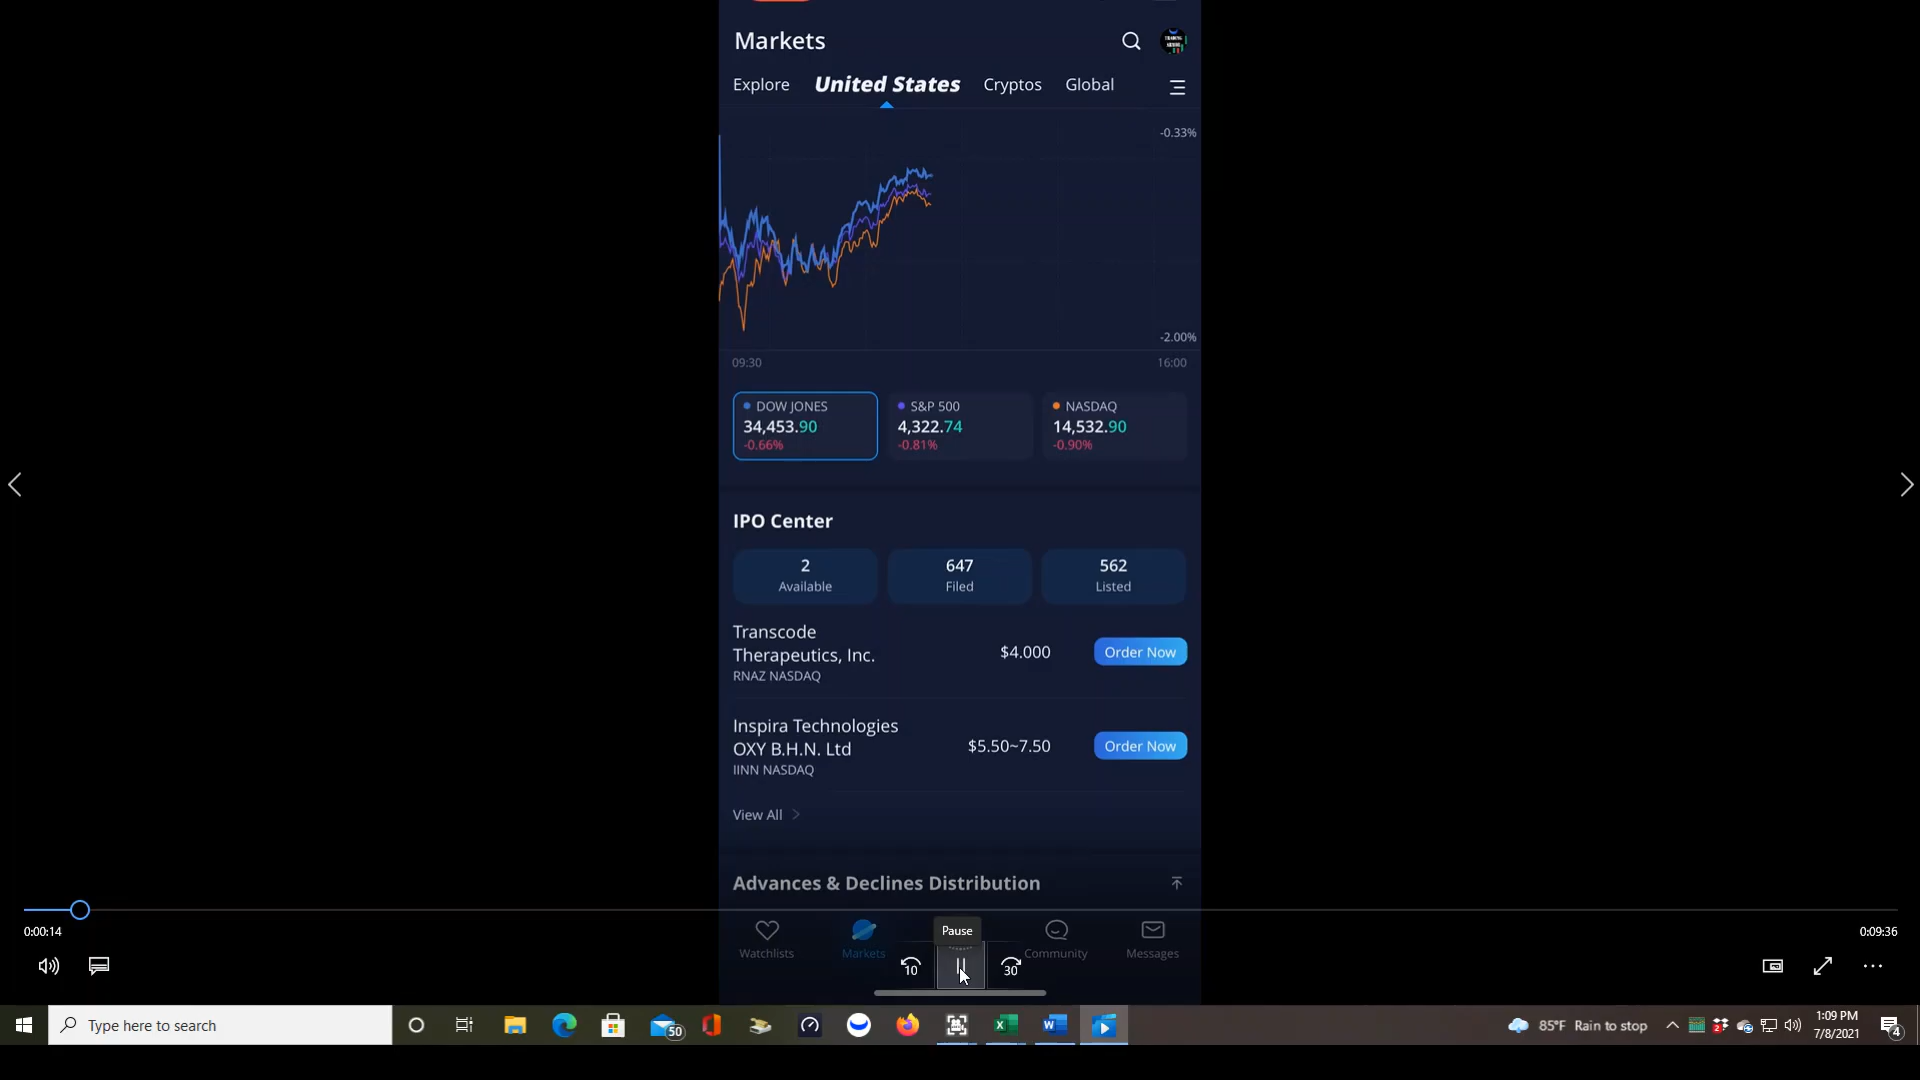 Markets
Explore United States Cryptos Global
-0.33%
-2.00%
09:30 16:00
DOW JONES
34,453.90
-0.66%
S&P 500
4,322.74
-0.81%
NASDAQ
14,532.90
-0.90%
IPO Center
2
Available
647
Filed
562
Listed
Transcode
Therapeutics, Inc.
RNAZ NASDAQ
$4.000
Order Now
Inspira Technologies
OXY B.H.N. Ltd
IINN NASDAQ
$5.50~7.50
Order Now
View All
Advances & Declines Distribution
0:00:14
0:09:36
Watchlists
Markets
Pause
Community
Messages
10
30
Type here to search
50
85°F Rain to stop
2
1:09 PM
7/8/2021
4